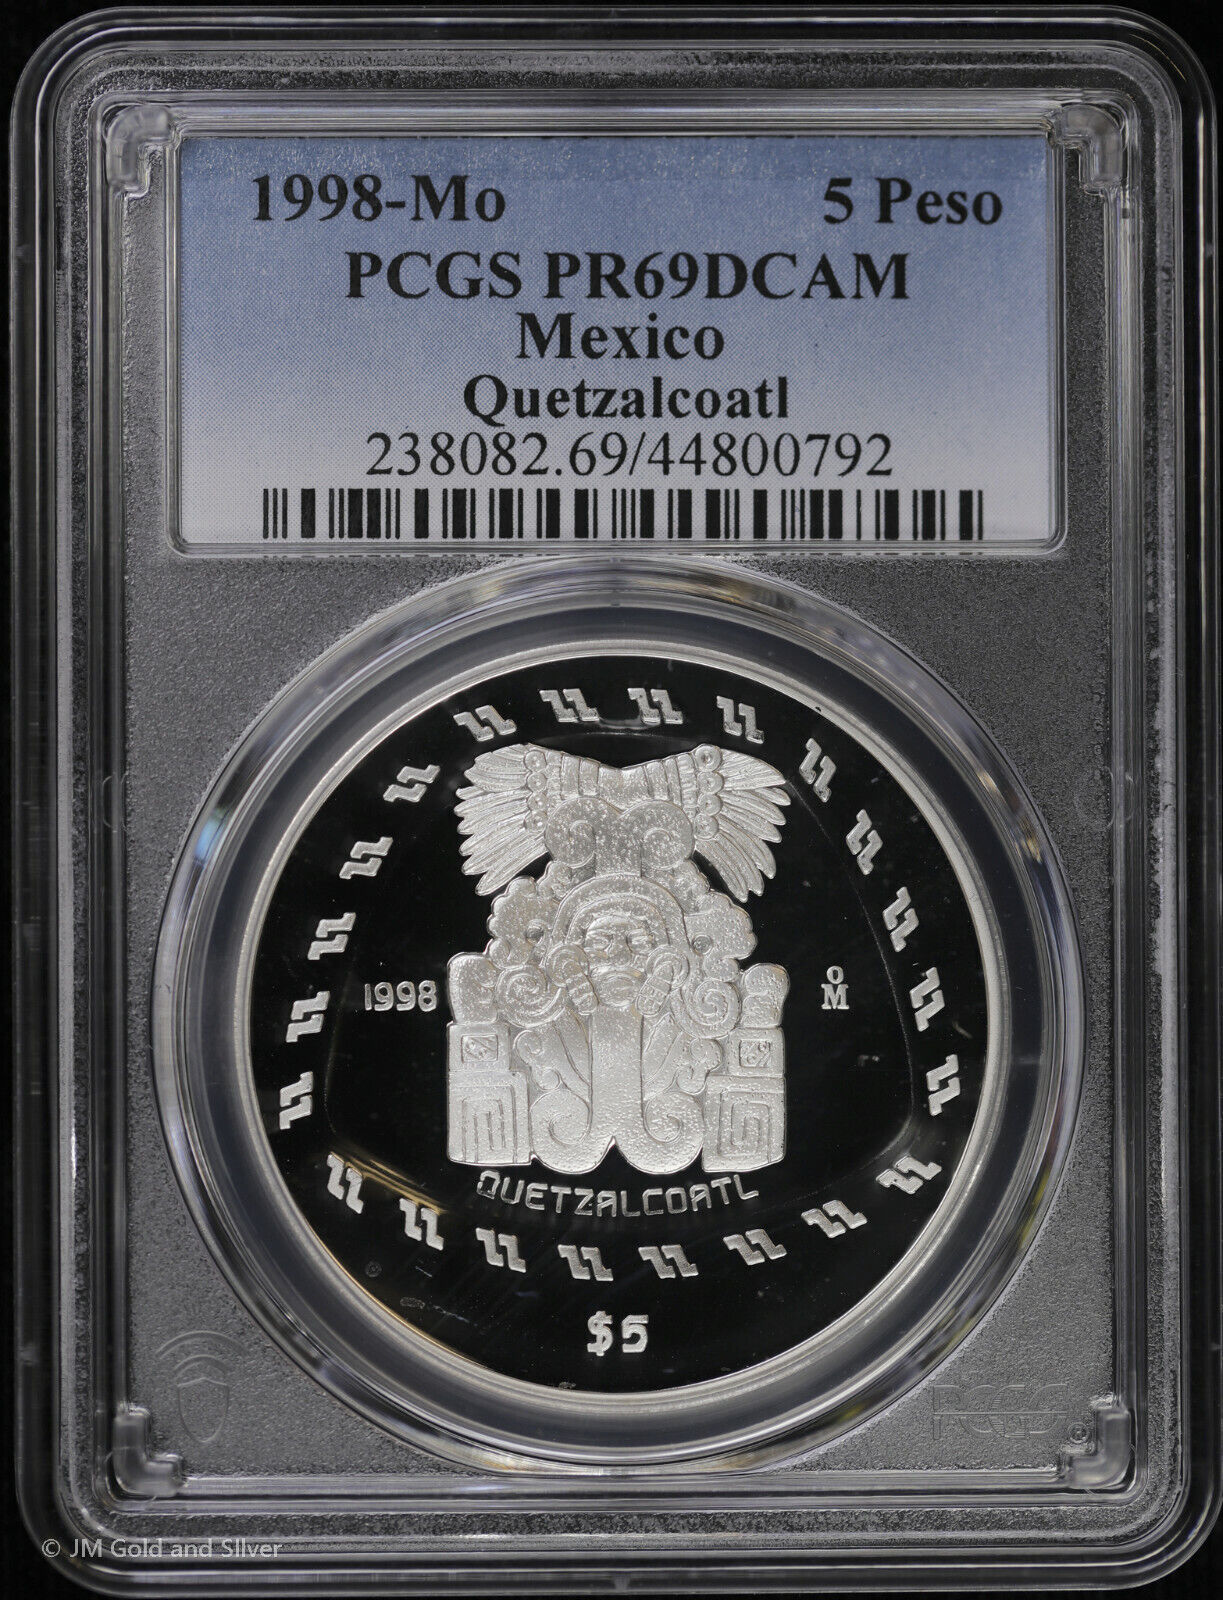 1998-Mo 5 Peso
PCGS PR69DCAM
Mexico
Quetzalcoatl
238082.69/44800792
1998
oM
QUETZALCOATL
$5
PCGS
© JM Gold and Silver